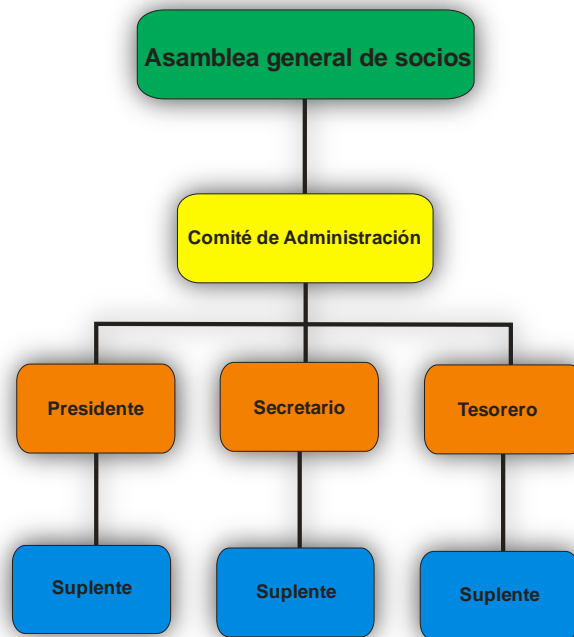 Asamblea general de socios
Comité de Administración
Presidente
Secretario
Tesorero
Suplente
Suplente
Suplente